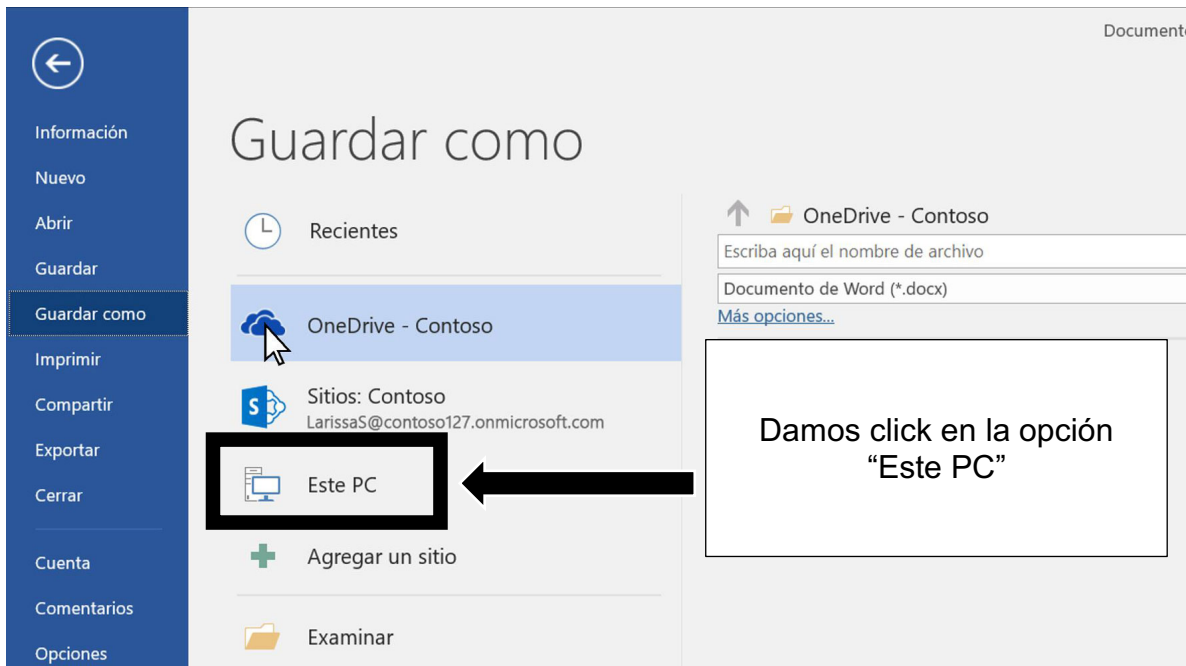 Información
Nuevo
Abrir
Guardar
Guardar como
Imprimir
Compartir
Exportar
Cerrar
Cuenta
Comentarios
Opciones
Guardar como
Recientes
OneDrive - Contoso
Sitios: Contoso
LarissaS@contoso127.onmicrosoft.com
Este PC
Agregar un sitio
Examinar
OneDrive - Contoso
Escriba aquí el nombre de archivo
Documento de Word (*.docx)
Más opciones...
Damos click en la opción
“Este PC”